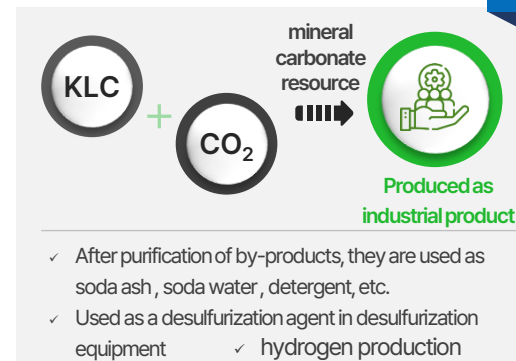 mineral
carbonate
resource
KLC
+
CO₂
Produced as
industrial product
✓ After purification of by-products, they are used as
soda ash , soda water , detergent, etc.
✓ Used as a desulfurization agent in desulfurization
equipment ✓ hydrogen production